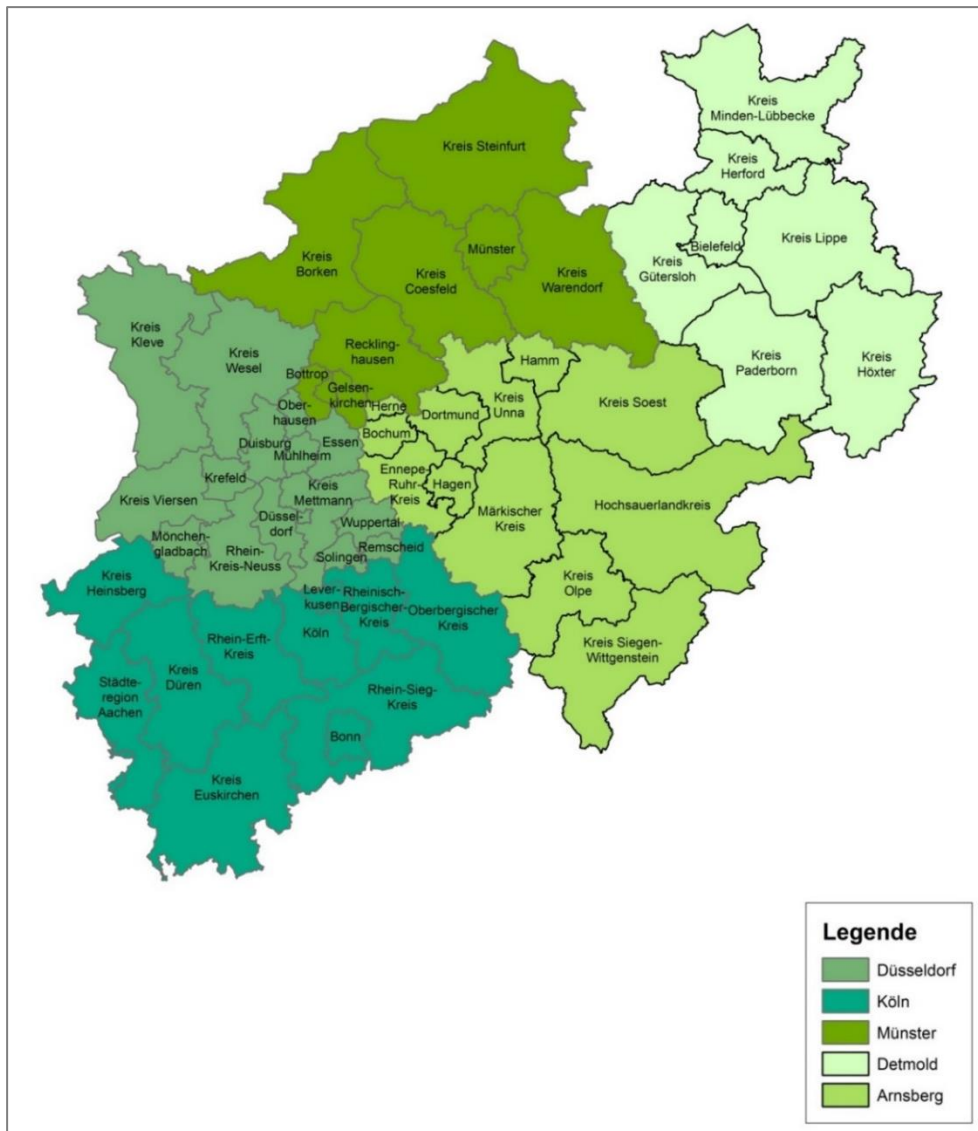 Kreis
Minden-Lübbecke
Kreis Steinfurt
Kreis
Herford
Münster
Bielefeld
Kreis Lippe
Kreis
Borken
Kreis
Coesfeld
Kreis
Warendorf
Kreis
Gütersloh
Kreis
Kleve
Kreis
Wesel
Reckling-
hausen
Hamm
Kreis
Paderborn
Kreis
Höxter
Bottrop
Gelsen-
kirchen
Ober-
hausen
Herne
Dortmund
Kreis
Unna
Kreis Soest
Duisburg
Mühlheim
Essen
Bochum
Krefeld
Kreis
Mettmann
Ennepe-
Ruhr-
Kreis
Hagen
Märkischer
Kreis
Hochsauerlandkreis
Kreis Viersen
Düssel-
dorf
Wuppertal
Mönchen-
gladbach
Rhein-
Kreis-Neuss
Solingen
Remscheid
Kreis
Heinsberg
Lever-
kusen
Rheinisch-
Bergischer-
Kreis
Oberbergischer
Kreis
Kreis
Olpe
Rhein-Erft-
Kreis
Köln
Kreis Siegen-
Wittgenstein
Städte-
region
Aachen
Kreis
Düren
Rhein-Sieg-
Kreis
Bonn
Kreis
Euskirchen
Legende
Düsseldorf
Köln
Münster
Detmold
Arnsberg